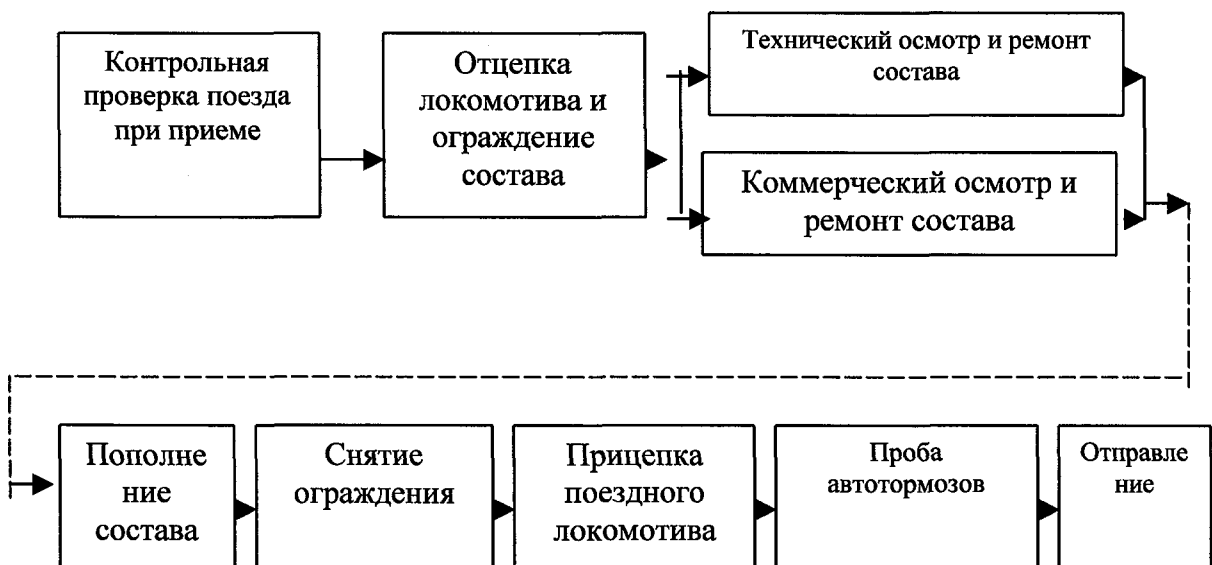 Контрольная
проверка поезда
при приеме
Отцепка
локомотива и
ограждение
состава
Технический осмотр и ремонт
состава
Коммерческий осмотр и
ремонт состава
Пополне
ние
состава
Снятие
ограждения
Прицепка
поездного
локомотива
Проба
автотормозов
Отправле
ние